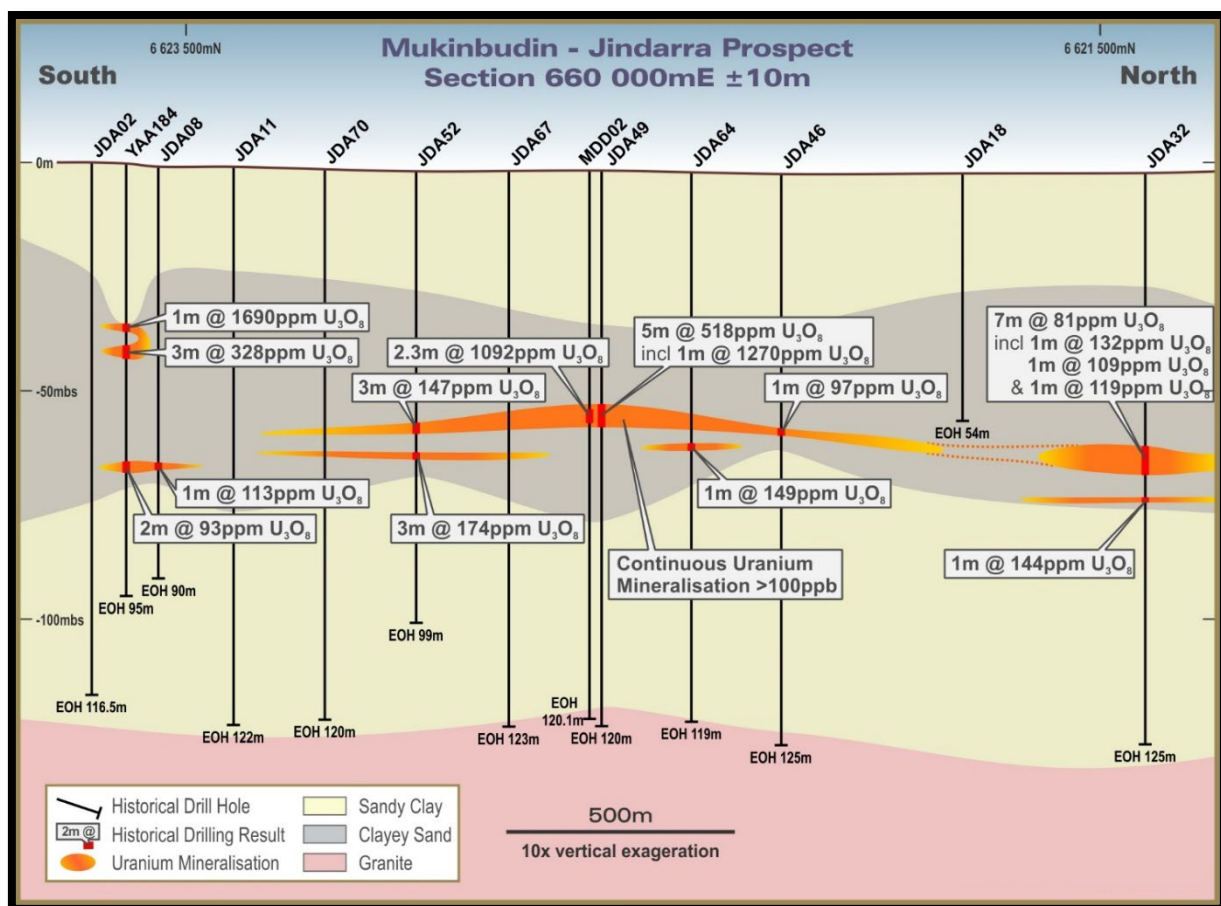 6 623 500mN
6 621 500mN
Mukinbudin - Jindarra Prospect
Section 660 000mE ±10m
South
North
JDA02
YAA184
JDA08
JDA11
JDA70
JDA52
JDA67
MDD02
JDA49
JDA64
JDA46
JDA18
JDA32
0m
-50mbs
-100mbs
1m @ 1690ppm U₃O₈
3m @ 328ppm U₃O₈
2.3m @ 1092ppm U₃O₈
3m @ 147ppm U₃O₈
5m @ 518ppm U₃O₈
incl 1m @ 1270ppm U₃O₈
1m @ 97ppm U₃O₈
7m @ 81ppm U₃O₈
incl 1m @ 132ppm U₃O₈
1m @ 109ppm U₃O₈
& 1m @ 119ppm U₃O₈
EOH 54m
1m @ 113ppm U₃O₈
2m @ 93ppm U₃O₈
3m @ 174ppm U₃O₈
1m @ 149ppm U₃O₈
Continuous Uranium
Mineralisation >100ppb
1m @ 144ppm U₃O₈
EOH 90m
EOH 95m
EOH 99m
EOH 116.5m
EOH 122m
EOH 120m
EOH 123m
EOH
120.1m
EOH 120m
EOH 119m
EOH 125m
EOH 125m
Historical Drill Hole
2m @
Historical Drilling Result
Uranium Mineralisation
Sandy Clay
Clayey Sand
Granite
500m
10x vertical exageration